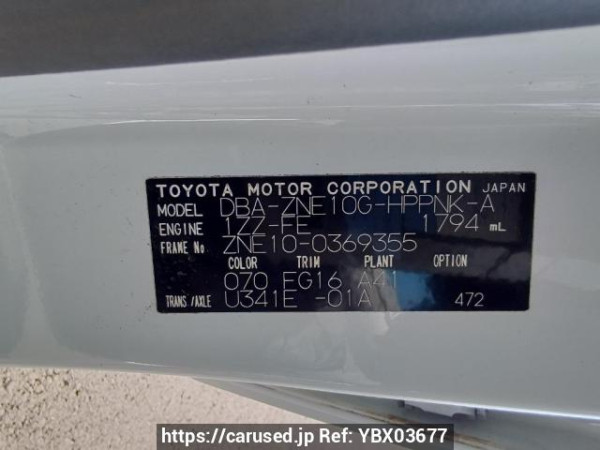 TOYOTA MOTOR CORPORATION JAPAN
MODEL DBA-ZNE10G-HPPNK-A
ENGINE 1ZZ-FE 1794 mL
FRAME NO. ZNE10-0369355
COLOR TRIM PLANT OPTION
070 EG16 A41
TRANS/AXLE U341E -01A 472
https://carused.jp Ref: YBX03677